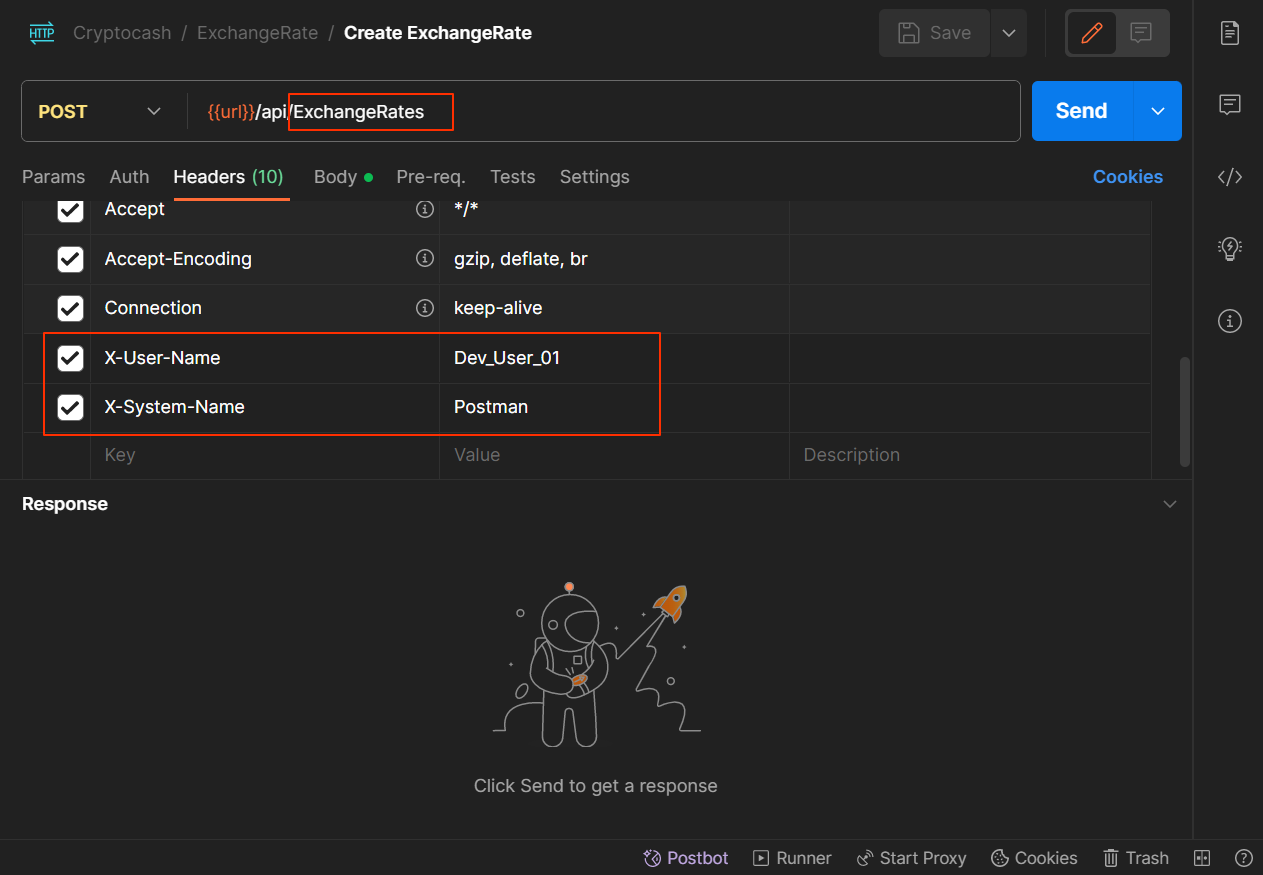 HTTP Cryptocash / ExchangeRate / Create ExchangeRate Save
POST {{url}}/api/ExchangeRates Send
Params Auth Headers (10) Body Pre-req. Tests Settings Cookies
Accept */*
Accept-Encoding gzip, deflate, br
Connection keep-alive
X-User-Name Dev_User_01
X-System-Name Postman
Key Value Description
Response
Click Send to get a response
Postbot Runner Start Proxy Cookies Trash